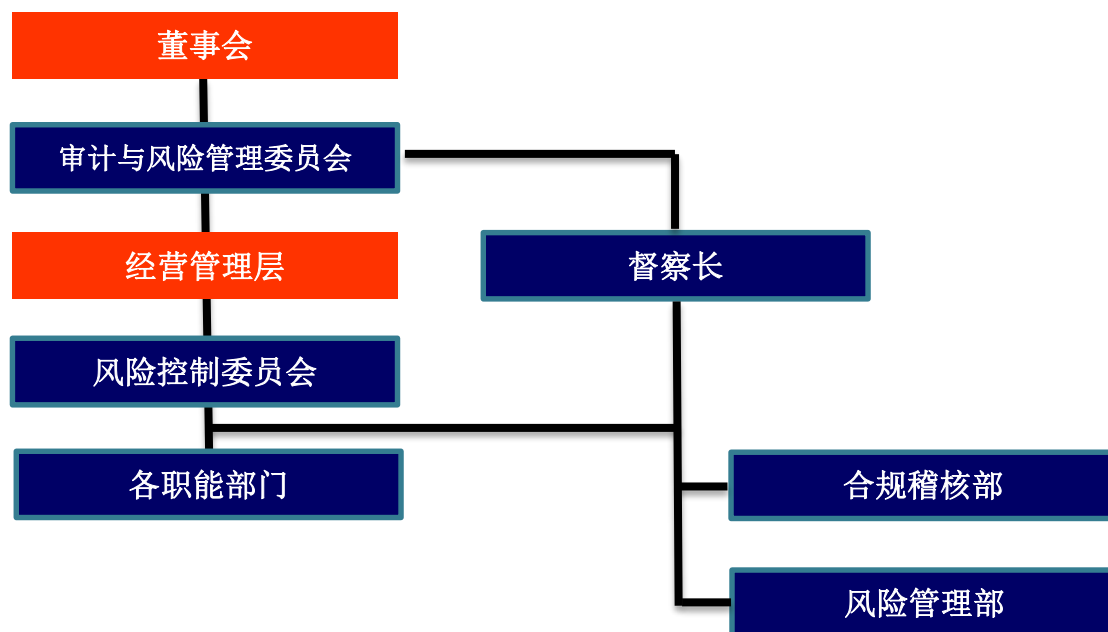 董事会
审计与风险管理委员会
经营管理层
督察长
风险控制委员会
各职能部门
合规稽核部
风险管理部